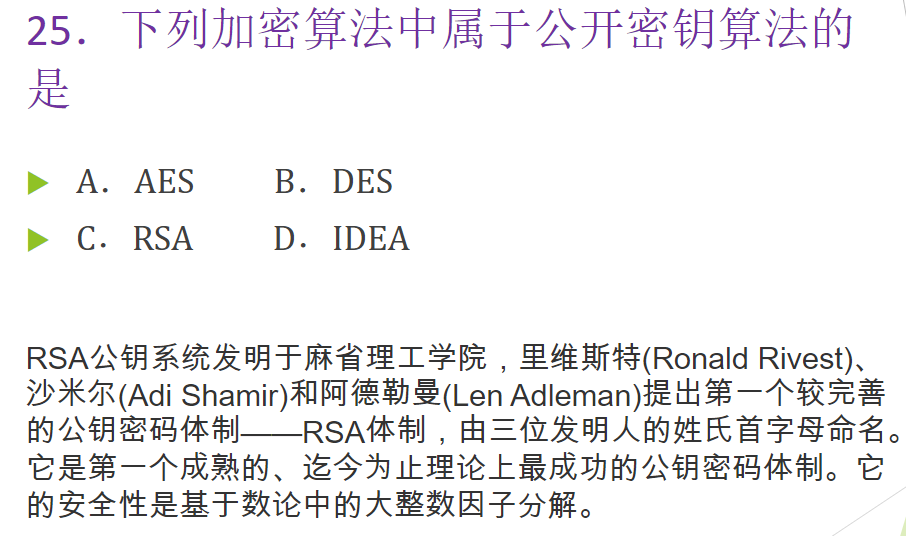 25．下列加密算法中属于公开密钥算法的
是
A．AES B．DES
C．RSA D．IDEA
RSA公钥系统发明于麻省理工学院，里维斯特(Ronald Rivest)、
沙米尔(Adi Shamir)和阿德勒曼(Len Adleman)提出第一个较完善
的公钥密码体制——RSA体制，由三位发明人的姓氏首字母命名。
它是第一个成熟的、迄今为止理论上最成功的公钥密码体制。它
的安全性是基于数论中的大整数因子分解。